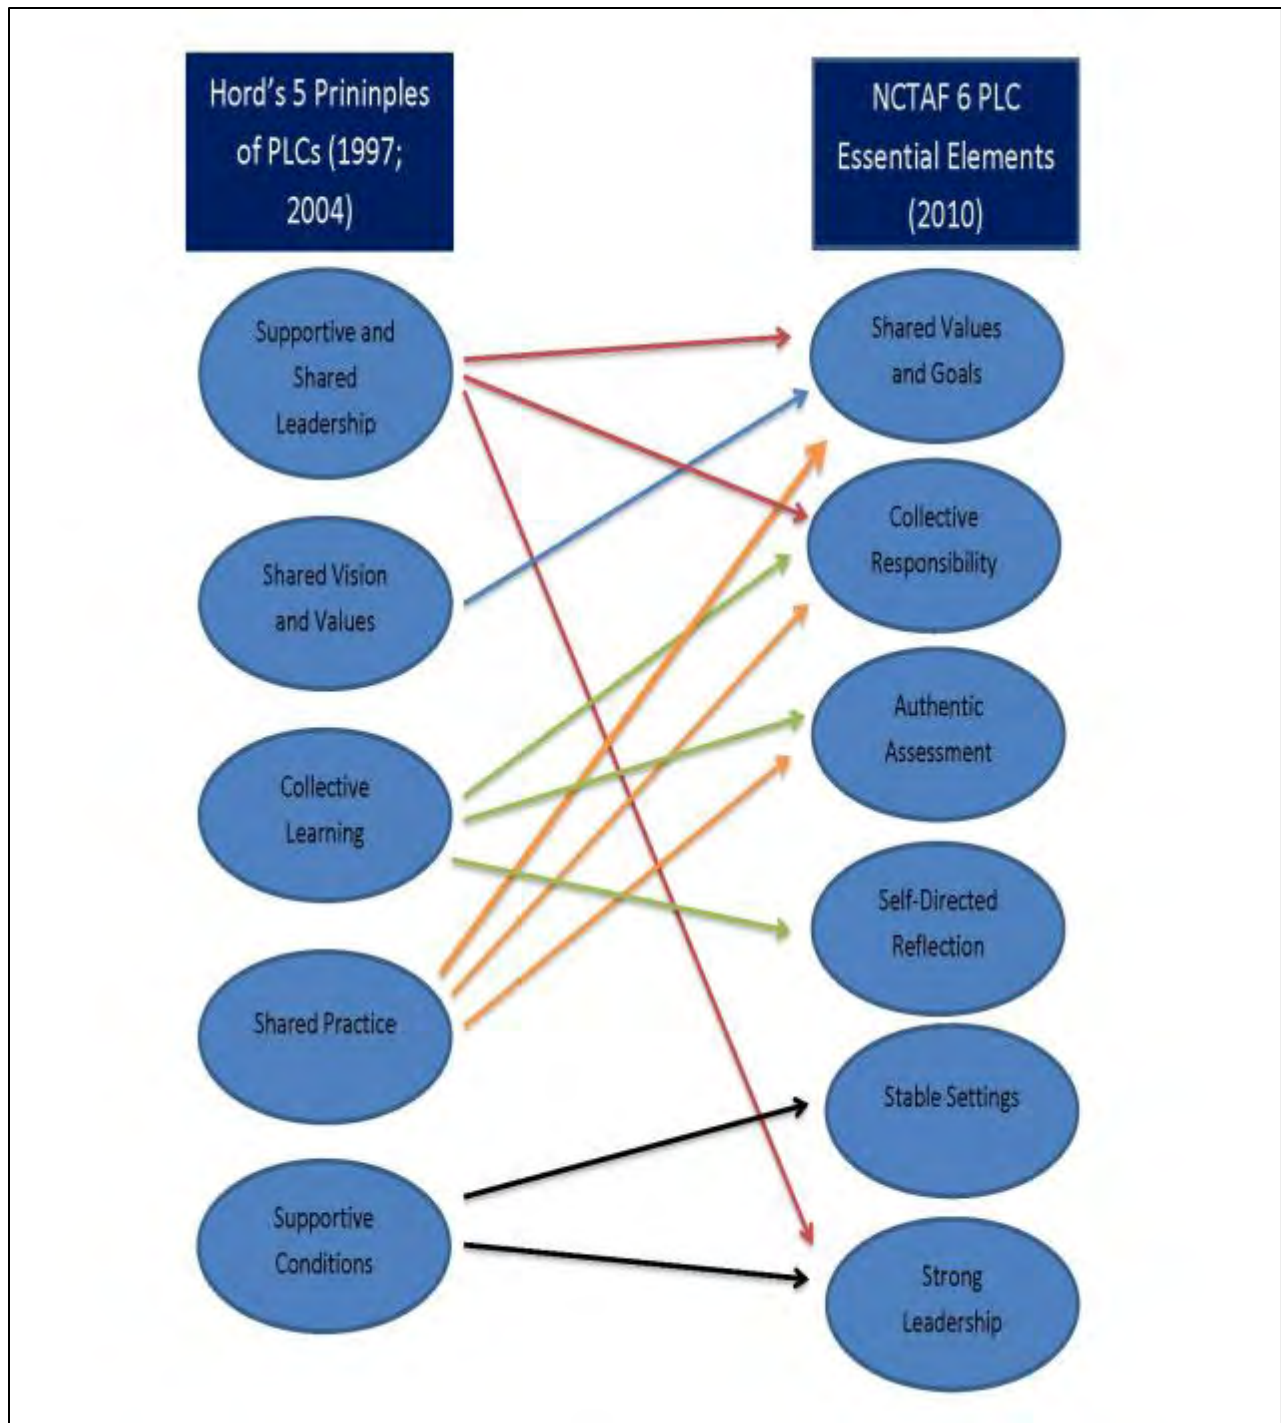 Hord's 5 Prininples
of PLCs (1997;
2004)
Supportive and
Shared
Leadership
Shared Vision
and Values
Collective
Learning
Shared Practice
Supportive
Conditions
NCTAF 6 PLC
Essential Elements
(2010)
Shared Values
and Goals
Collective
Responsibility
Authentic
Assessment
Self-Directed
Reflection
Stable Settings
Strong
Leadership